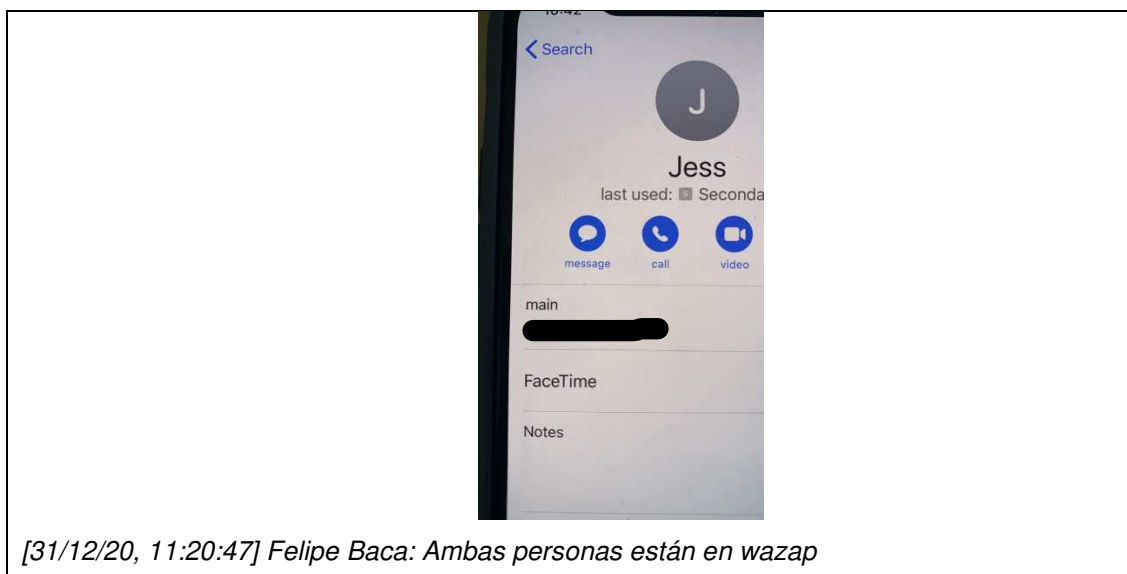 Search
J
Jess
last used: S Seconda
message call video
main
FaceTime
Notes
[31/12/20, 11:20:47] Felipe Baca: Ambas personas están en wazap